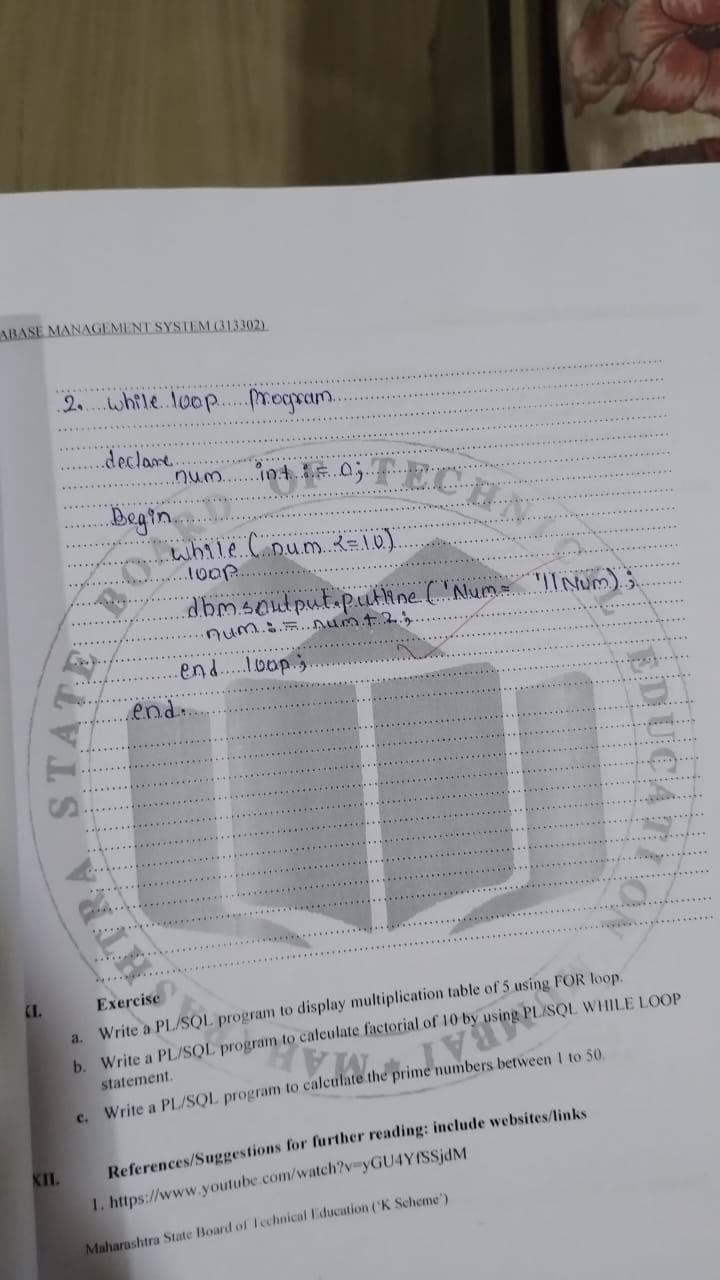 ABASE MANAGEMENT SYSTEM (313302)
2. while loop Program
declare
num int := 0;
Begin
while ( num <=10)
loop
dbms output.putline ('Num= '||Num);
num := num + 2;
end loop;
end.
STATE BOARD OF TECHNICAL EDUCATION
MAHARASHTRA
MUMBAI
XI. Exercise
a. Write a PL/SQL program to display multiplication table of 5 using FOR loop.
b. Write a PL/SQL program to calculate factorial of 10 by using PL/SQL WHILE LOOP
statement.
c. Write a PL/SQL program to calculate the prime numbers between 1 to 50.
XII. References/Suggestions for further reading: include websites/links
1. https://www.youtube.com/watch?v=yGU4YfSSjdM
Maharashtra State Board of Technical Education ('K Scheme')